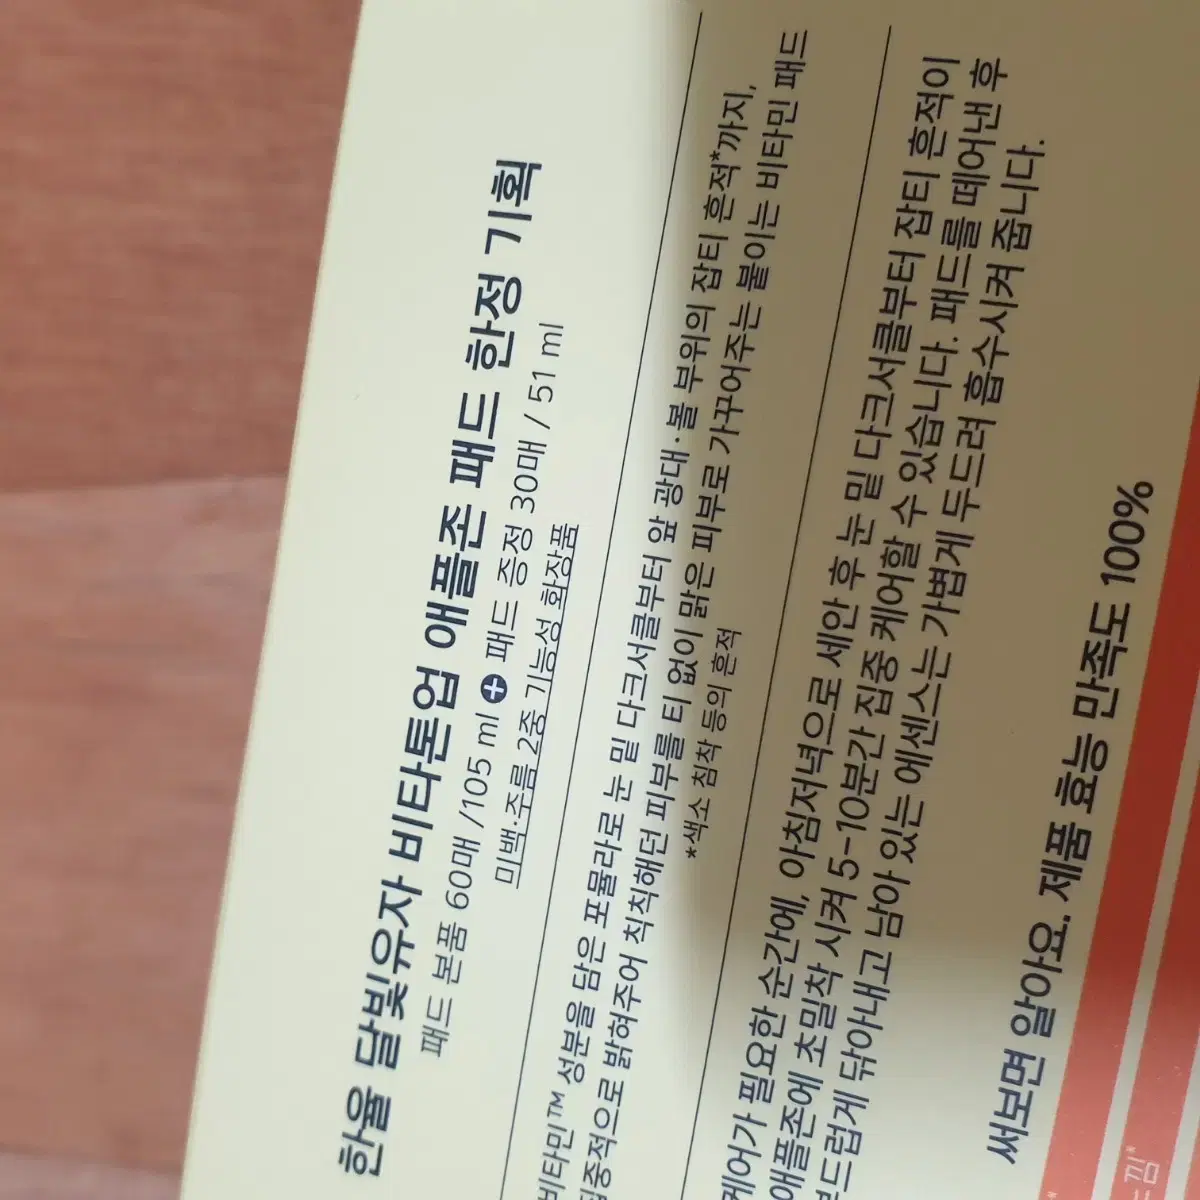 한율 달빛유자 비타톤업 애플존 패드 한정 기획
패드 본품 60매 /105 ml + 패드 증정 30매 / 51 ml
미백·주름 2중 기능성 화장품
비타민™ 성분을 담은 포뮬라로 눈 밑 다크서클부터 앞 광대·볼 부위의 잡티 흔적*까지,
집중적으로 밝혀주어 칙칙해던 피부를 티 없이 맑은 피부로 가꾸어주는 붙이는 비타민 패드
*색소 침착 등의 흔적
케어가 필요한 순간에, 아침저녁으로 세안 후 눈 밑 다크서클부터 잡티 흔적이
애플존에 초밀착 시켜 5-10분간 집중 케어할 수 있습니다. 패드를 떼어낸 후
부드럽게 닦아내고 남아 있는 에센스는 가볍게 두드려 흡수시켜 줍니다.
써보면 알아요. 제품 효능 만족도 100%